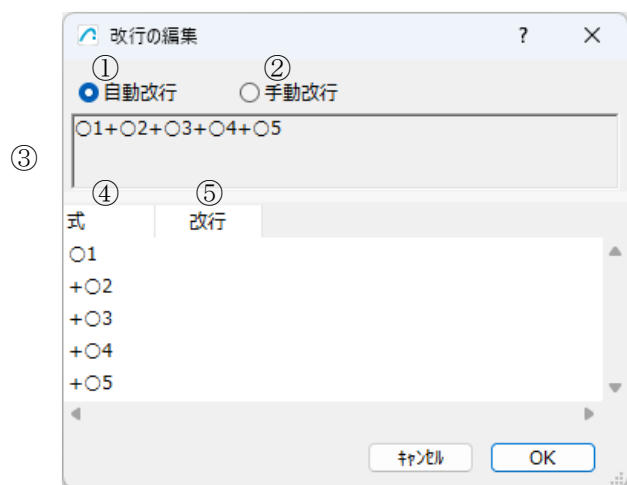 改行の編集 ? ×
① ②
自動改行 手動改行
○1+○2+○3+○4+○5
③
④ ⑤
式 改行
○1
+○2
+○3
+○4
+○5
ｷｬﾝｾﾙ OK